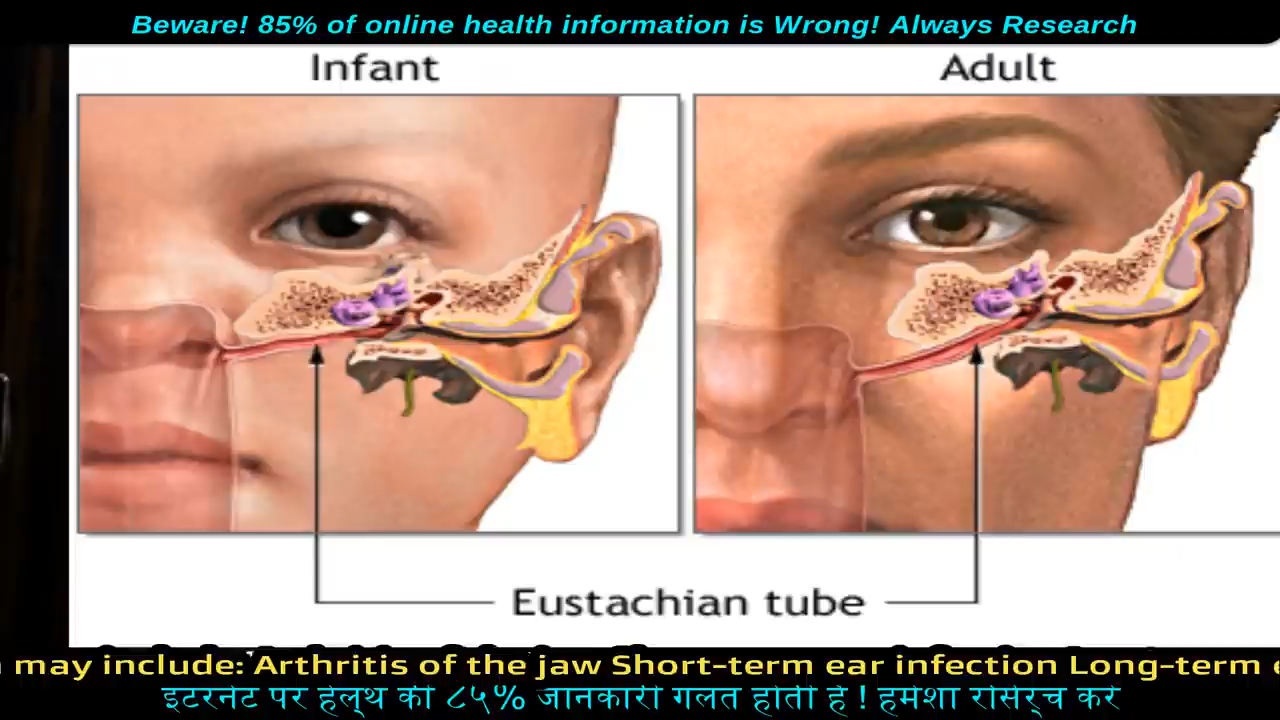 Beware! 85% of online health information is Wrong! Always Research
Infant
Adult
Eustachian tube
may include: Arthritis of the jaw Short-term ear infection Long-term
इंटरनेट पर हेल्थ की ८५% जानकारी गलत होती है ! हमेशा रिसर्च करें